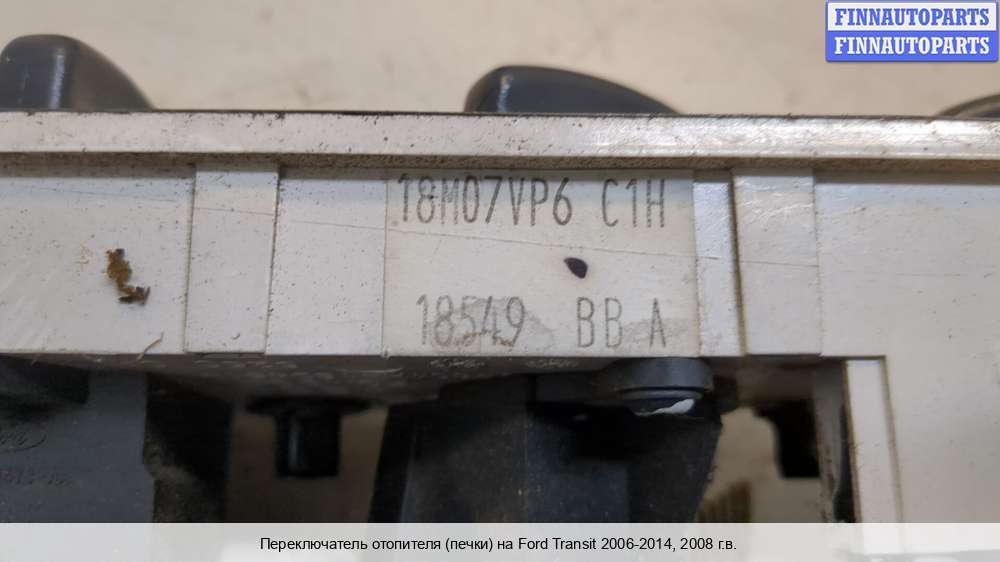 FINNAUTOPARTS
FINNAUTOPARTS
18M07VP6 C1H
18549 BB A
Переключатель отопителя (печки) на Ford Transit 2006-2014, 2008 г.в.